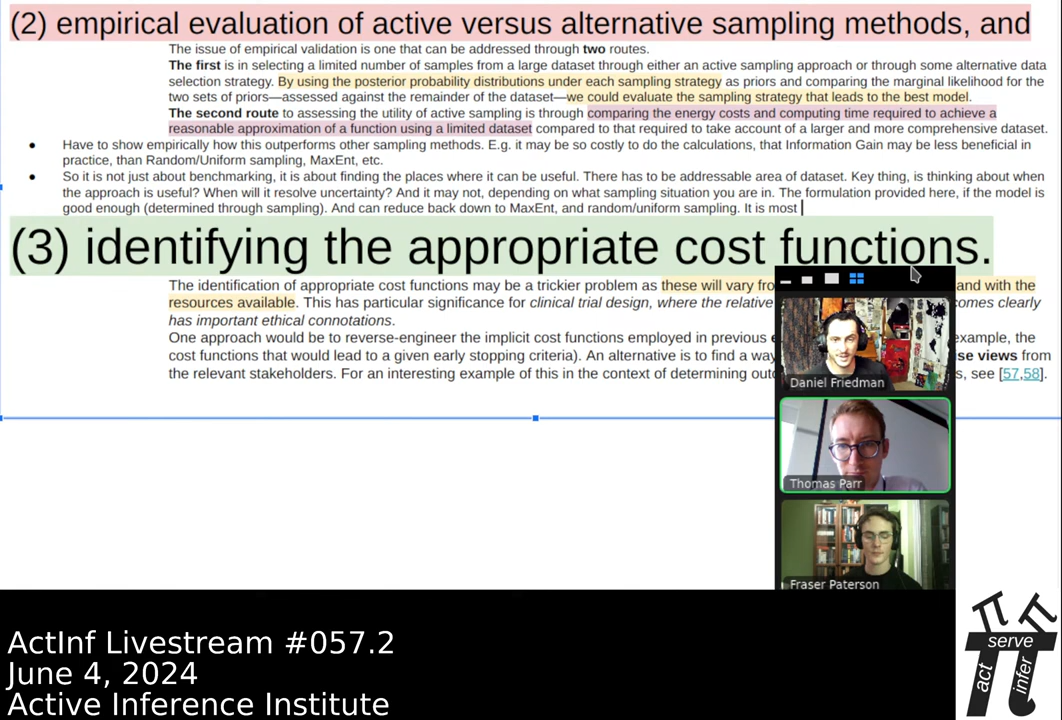 (2) empirical evaluation of active versus alternative sampling methods, and
The issue of empirical validation is one that can be addressed through two routes.
The first is in selecting a limited number of samples from a large dataset through either an active sampling approach or through some alternative data
selection strategy. By using the posterior probability distributions under each sampling strategy as priors and comparing the marginal likelihood for the
two sets of priors—assessed against the remainder of the dataset—we could evaluate the sampling strategy that leads to the best model.
The second route to assessing the utility of active sampling is through comparing the energy costs and computing time required to achieve a
reasonable approximation of a function using a limited dataset compared to that required to take account of a larger and more comprehensive dataset.
● Have to show empirically how this outperforms other sampling methods. E.g. it may be so costly to do the calculations, that Information Gain may be less beneficial in
practice, than Random/Uniform sampling, MaxEnt, etc.
● So it is not just about benchmarking, it is about finding the places where it can be useful. There has to be addressable area of dataset. Key thing, is thinking about when
the approach is useful? When will it resolve uncertainty? And it may not, depending on what sampling situation you are in. The formulation provided here, if the model is
good enough (determined through sampling). And can reduce back down to MaxEnt, and random/uniform sampling. It is most
(3) identifying the appropriate cost functions.
The identification of appropriate cost functions may be a trickier problem as these will vary and with the
resources available. This has particular significance for clinical trial design, where the relative clearly
has important ethical connotations.
One approach would be to reverse-engineer the implicit cost functions employed in previous example, the
cost functions that would lead to a given early stopping criteria). An alternative is to find a way views from
the relevant stakeholders. For an interesting example of this in the context of determining see [57,58].
Daniel Friedman
Thomas Parr
Fraser Paterson
ActInf Livestream #057.2
June 4, 2024
Active Inference Institute
π π
serve
act infer